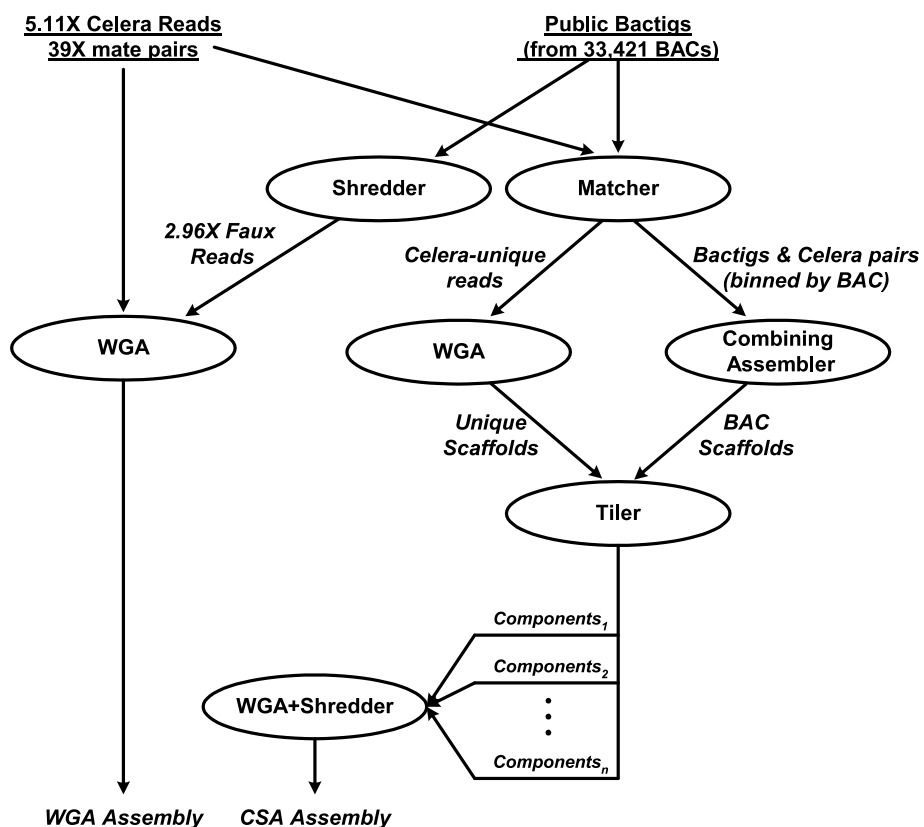 5.11X Celera Reads
39X mate pairs
Public Bactigs
(from 33,421 BACs)
Shredder
Matcher
2.96X Faux
Reads
Celera-unique
reads
Bactigs & Celera pairs
(binned by BAC)
WGA
WGA
Combining
Assembler
Unique
Scaffolds
BAC
Scaffolds
Tiler
Components1
Components2
WGA+Shredder
Componentsn
WGA Assembly
CSA Assembly